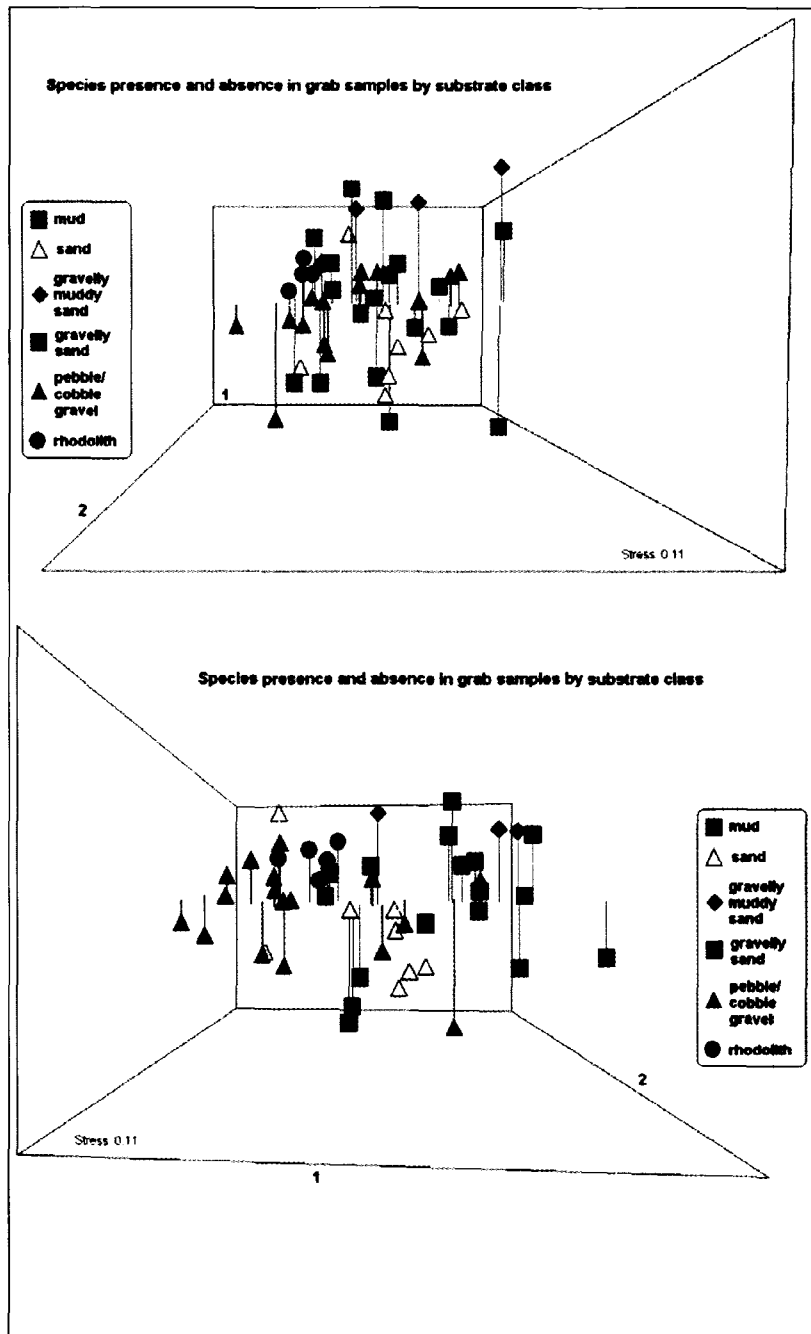 Species presence and absence in grab samples by substrate class
mud
sand
gravelly
muddy
sand
gravelly
sand
pebble/
cobble
gravel
rhodolith
1
2
Stress 0.11
Species presence and absence in grab samples by substrate class
mud
sand
gravelly
muddy
sand
gravelly
sand
pebble/
cobble
gravel
rhodolith
2
Stress 0.11
1